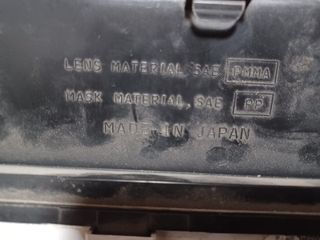 LENS MATERIAL, SAE PMMA
MASK MATERIAL, SAE PP
MADE IN JAPAN